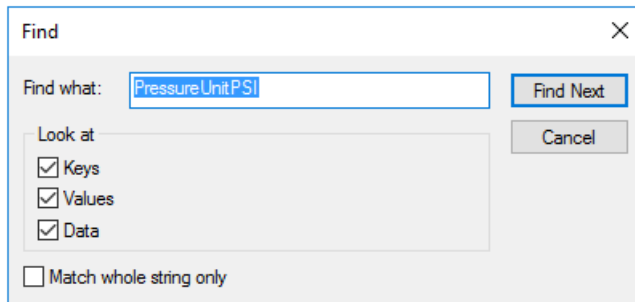 Find
Find what: PressureUnitPSI Find Next
Look at Cancel
Keys
Values
Data
Match whole string only